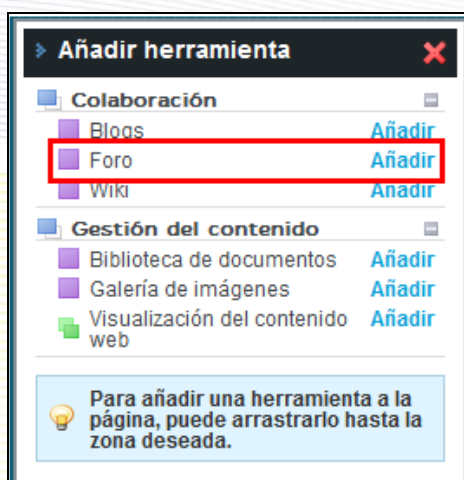 Añadir herramienta
Colaboración
Blogs Añadir
Foro Añadir
Wiki Añadir
Gestión del contenido
Biblioteca de documentos Añadir
Galería de imágenes Añadir
Visualización del contenido Añadir
web
Para añadir una herramienta a la
página, puede arrastrarlo hasta la
zona deseada.